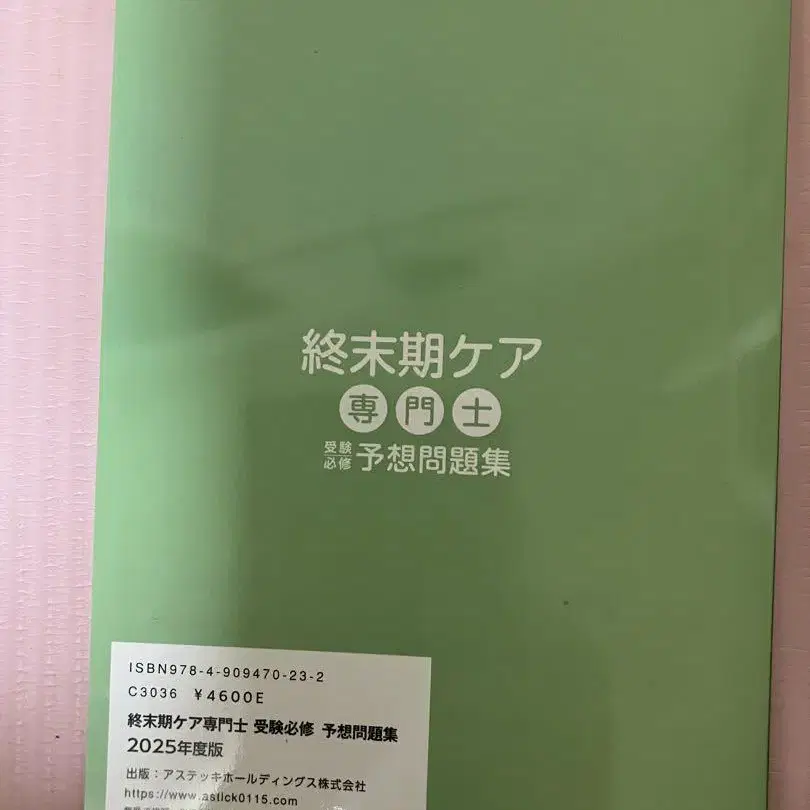 終末期ケア
専門士
受験必修 予想問題集
ISBN978-4-909470-23-2
C3036 ¥4600E
終末期ケア専門士 受験必修 予想問題集
2025年度版
出版：アステッキホールディングス株式会社
https://www.astick0115.com